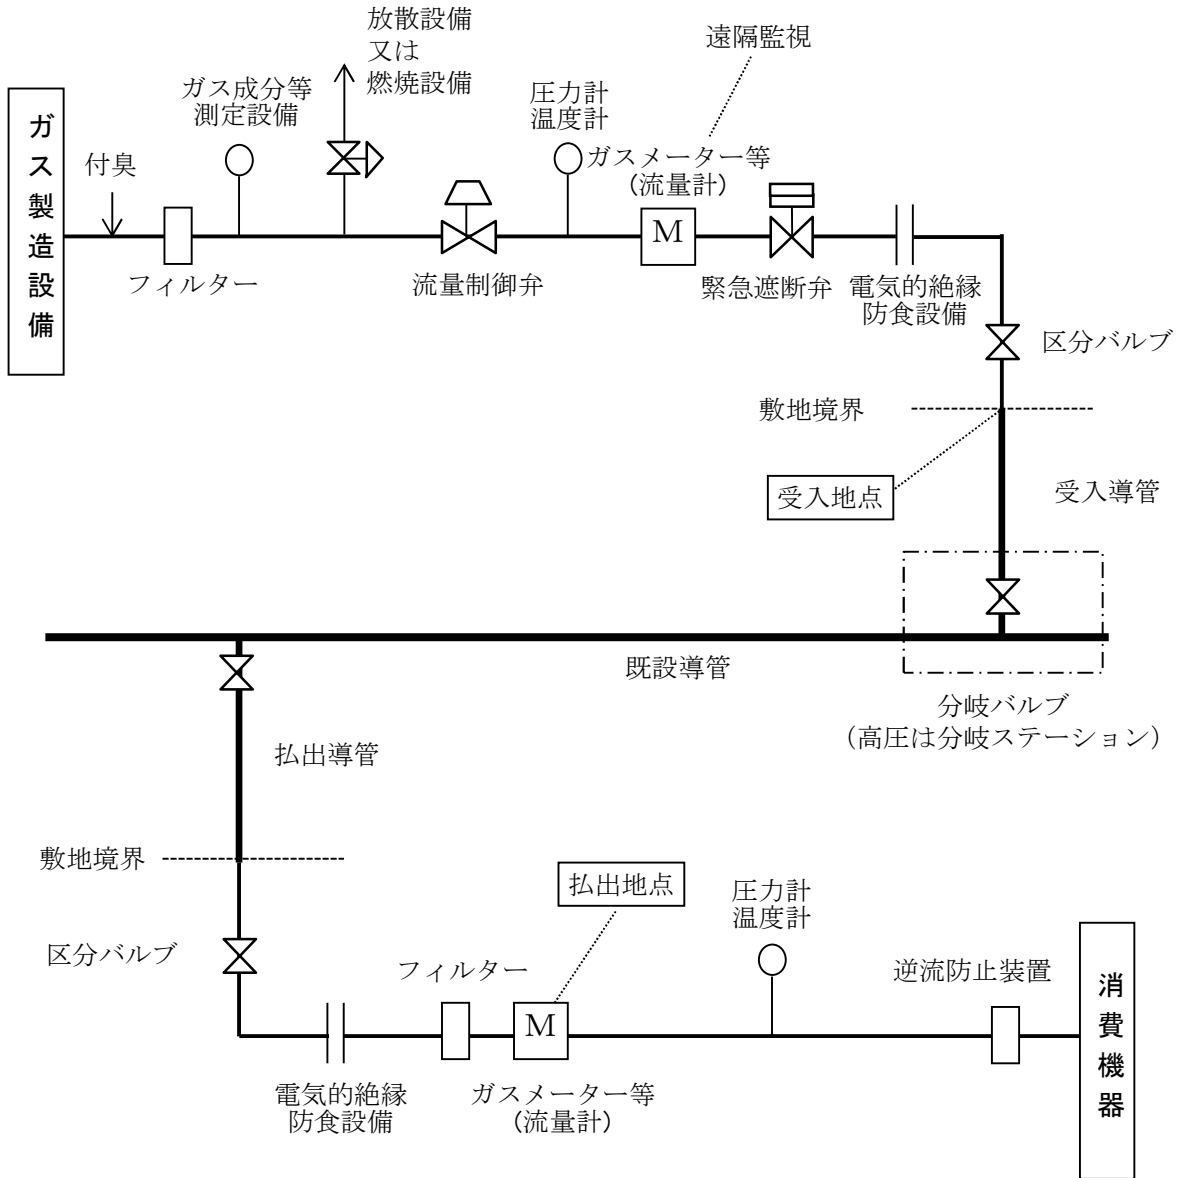 放散設備
又は
燃焼設備
遠隔監視
ガス成分等
測定設備
圧力計
温度計
ガス製造設備
付臭
ガスメーター等
（流量計）
M
フィルター
流量制御弁
緊急遮断弁
電気的絶縁
防食設備
区分バルブ
敷地境界
受入地点
受入導管
既設導管
分岐バルブ
（高圧は分岐ステーション）
払出導管
敷地境界
払出地点
圧力計
温度計
区分バルブ
フィルター
逆流防止装置
消費機器
M
電気的絶縁
防食設備
ガスメーター等
（流量計）